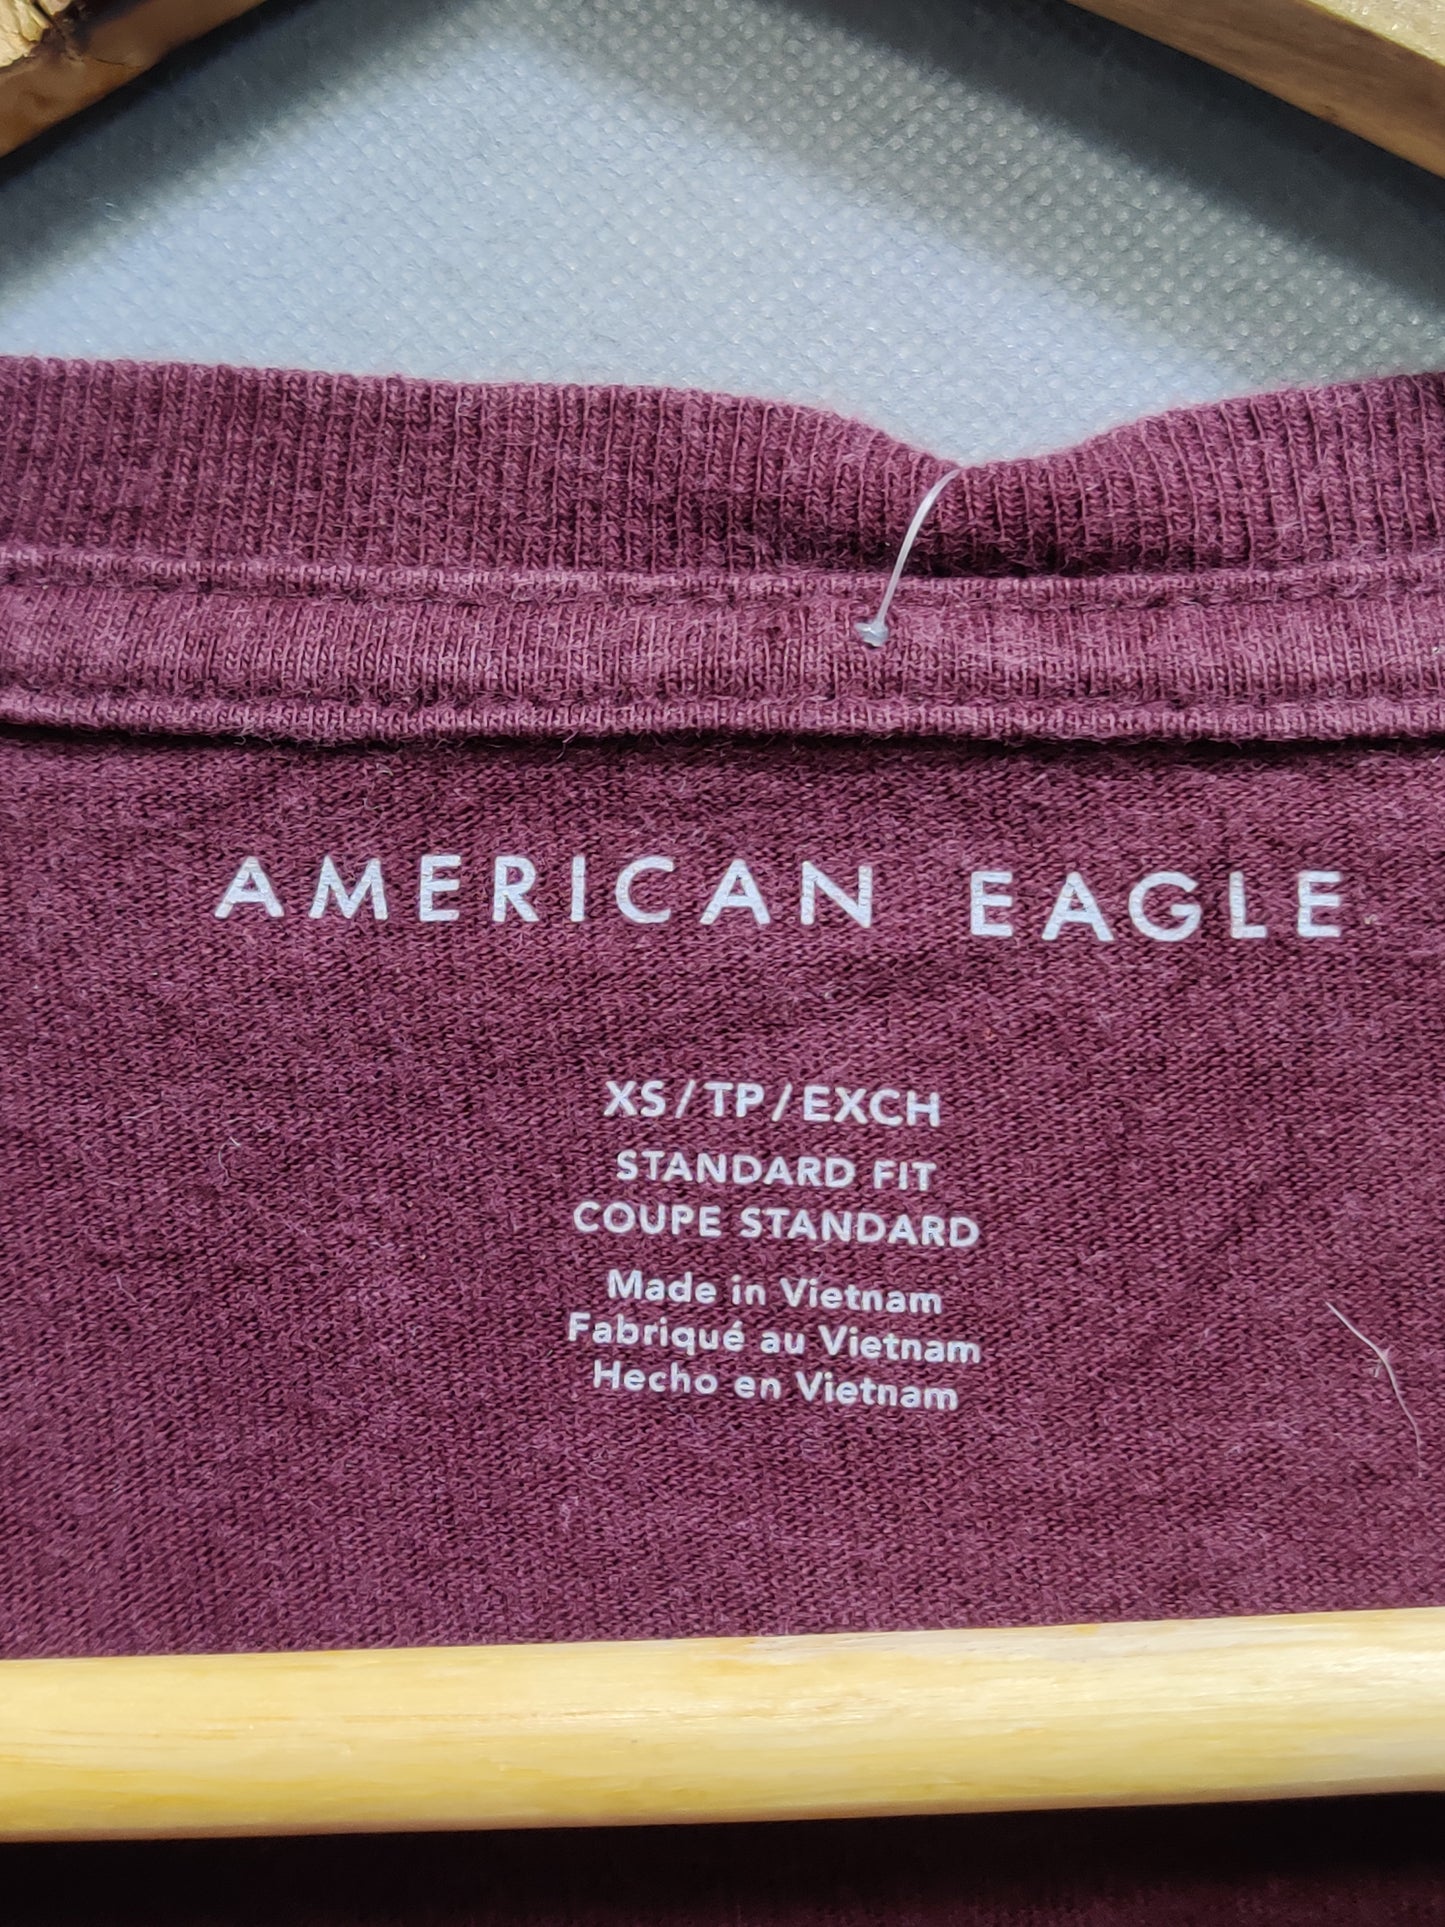 AMERICAN EAGLE
XS/TP/EXCH
STANDARD FIT
COUPE STANDARD
Made in Vietnam
Fabriqué au Vietnam
Hecho en Vietnam